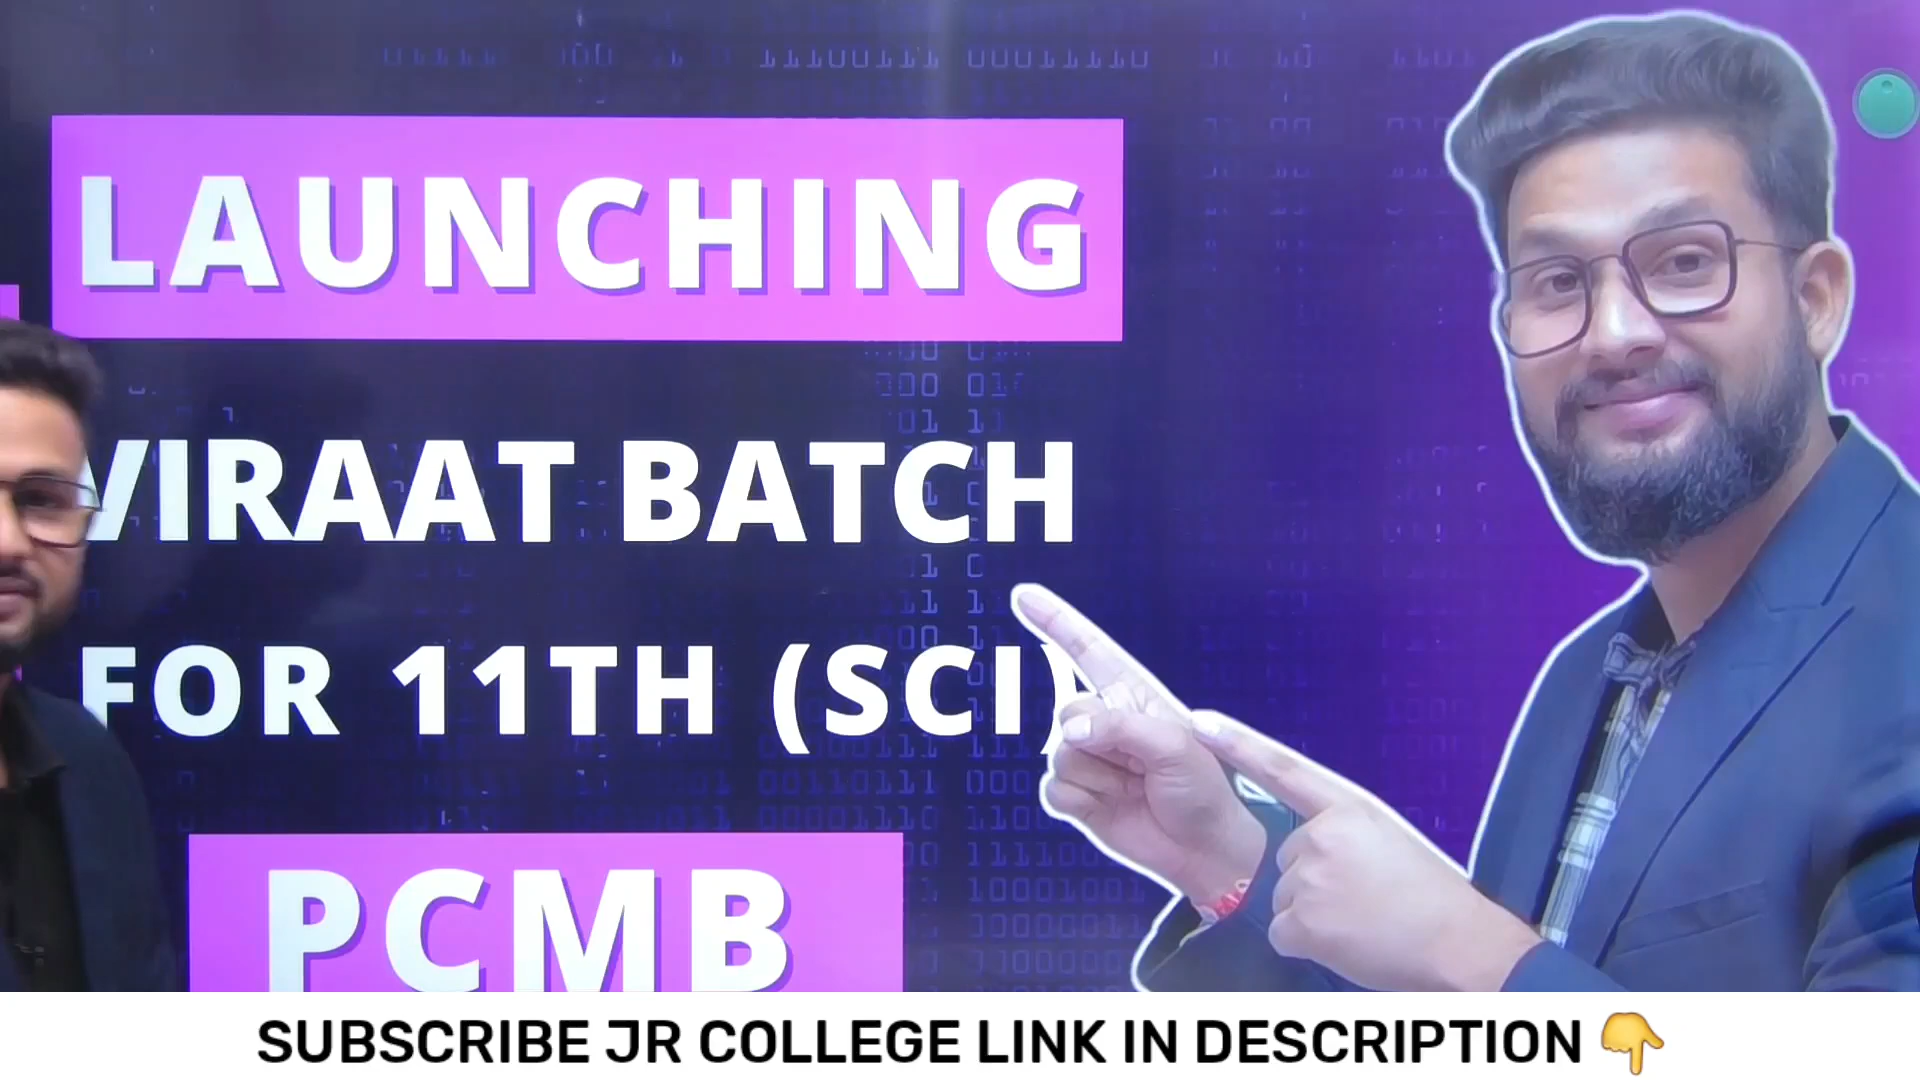 LAUNCHING
VIRAAT BATCH
FOR 11TH (SCI)
PCMB
SUBSCRIBE JR COLLEGE LINK IN DESCRIPTION 👇